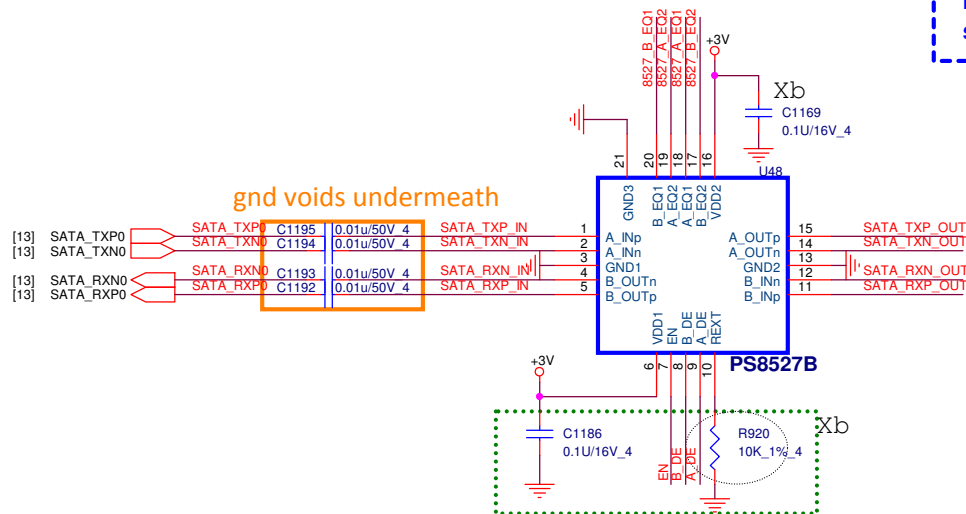 8527_B_EQ1
8527_A_EQ2
8527_A_EQ1
8527_B_EQ2
+3V
Xb
C1169
0.1U/16V_4
21
20
19
18
17
16
U48
GND3
B_EQ1
A_EQ2
A_EQ1
B_EQ2
VDD2
gnd voids undermeath
[13] SATA_TXP0
SATA_TXP0
C1195
0.01u/50V_4
SATA_TXP_IN
1
A_INp
A_OUTp
15
SATA_TXP_OUT
[13] SATA_TXN0
SATA_TXN0
C1194
SATA_TXN_IN
2
A_INn
A_OUTn
14
SATA_TXN_OUT
3
GND1
GND2
13
[13] SATA_RXN0
SATA_RXN0
C1193
0.01u/50V_4
SATA_RXN_IN
4
B_OUTn
B_INn
12
SATA_RXN_OUT
[13] SATA_RXP0
SATA_RXP0
C1192
0.01u/50V_4
SATA_RXP_IN
5
B_OUTp
B_INp
11
SATA_RXP_OUT
VDD1
EN
B_DE
A_DE
REXT
PS8527B
6
7
8
9
10
+3V
C1186
0.1U/16V_4
EN
B_DE
A_DE
R920
10K_1%_4
Xb